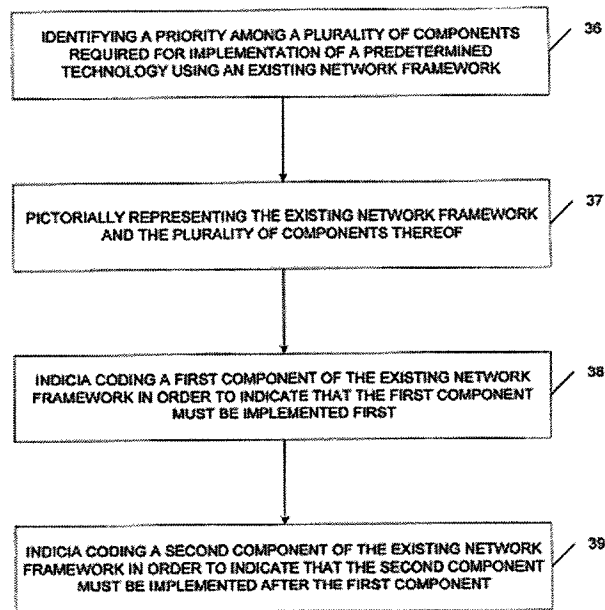 IDENTIFYING A PRIORITY AMONG A PLURALITY OF COMPONENTS
REQUIRED FOR IMPLEMENTATION OF A PREDETERMINED
TECHNOLOGY USING AN EXISTING NETWORK FRAMEWORK
36
PICTORIALLY REPRESENTING THE EXISTING NETWORK FRAMEWORK
AND THE PLURALITY OF COMPONENTS THEREOF
37
INDICIA CODING A FIRST COMPONENT OF THE EXISTING NETWORK
FRAMEWORK IN ORDER TO INDICATE THAT THE FIRST COMPONENT
MUST BE IMPLEMENTED FIRST
38
INDICIA CODING A SECOND COMPONENT OF THE EXISTING NETWORK
FRAMEWORK IN ORDER TO INDICATE THAT THE SECOND COMPONENT
MUST BE IMPLEMENTED AFTER THE FIRST COMPONENT
39